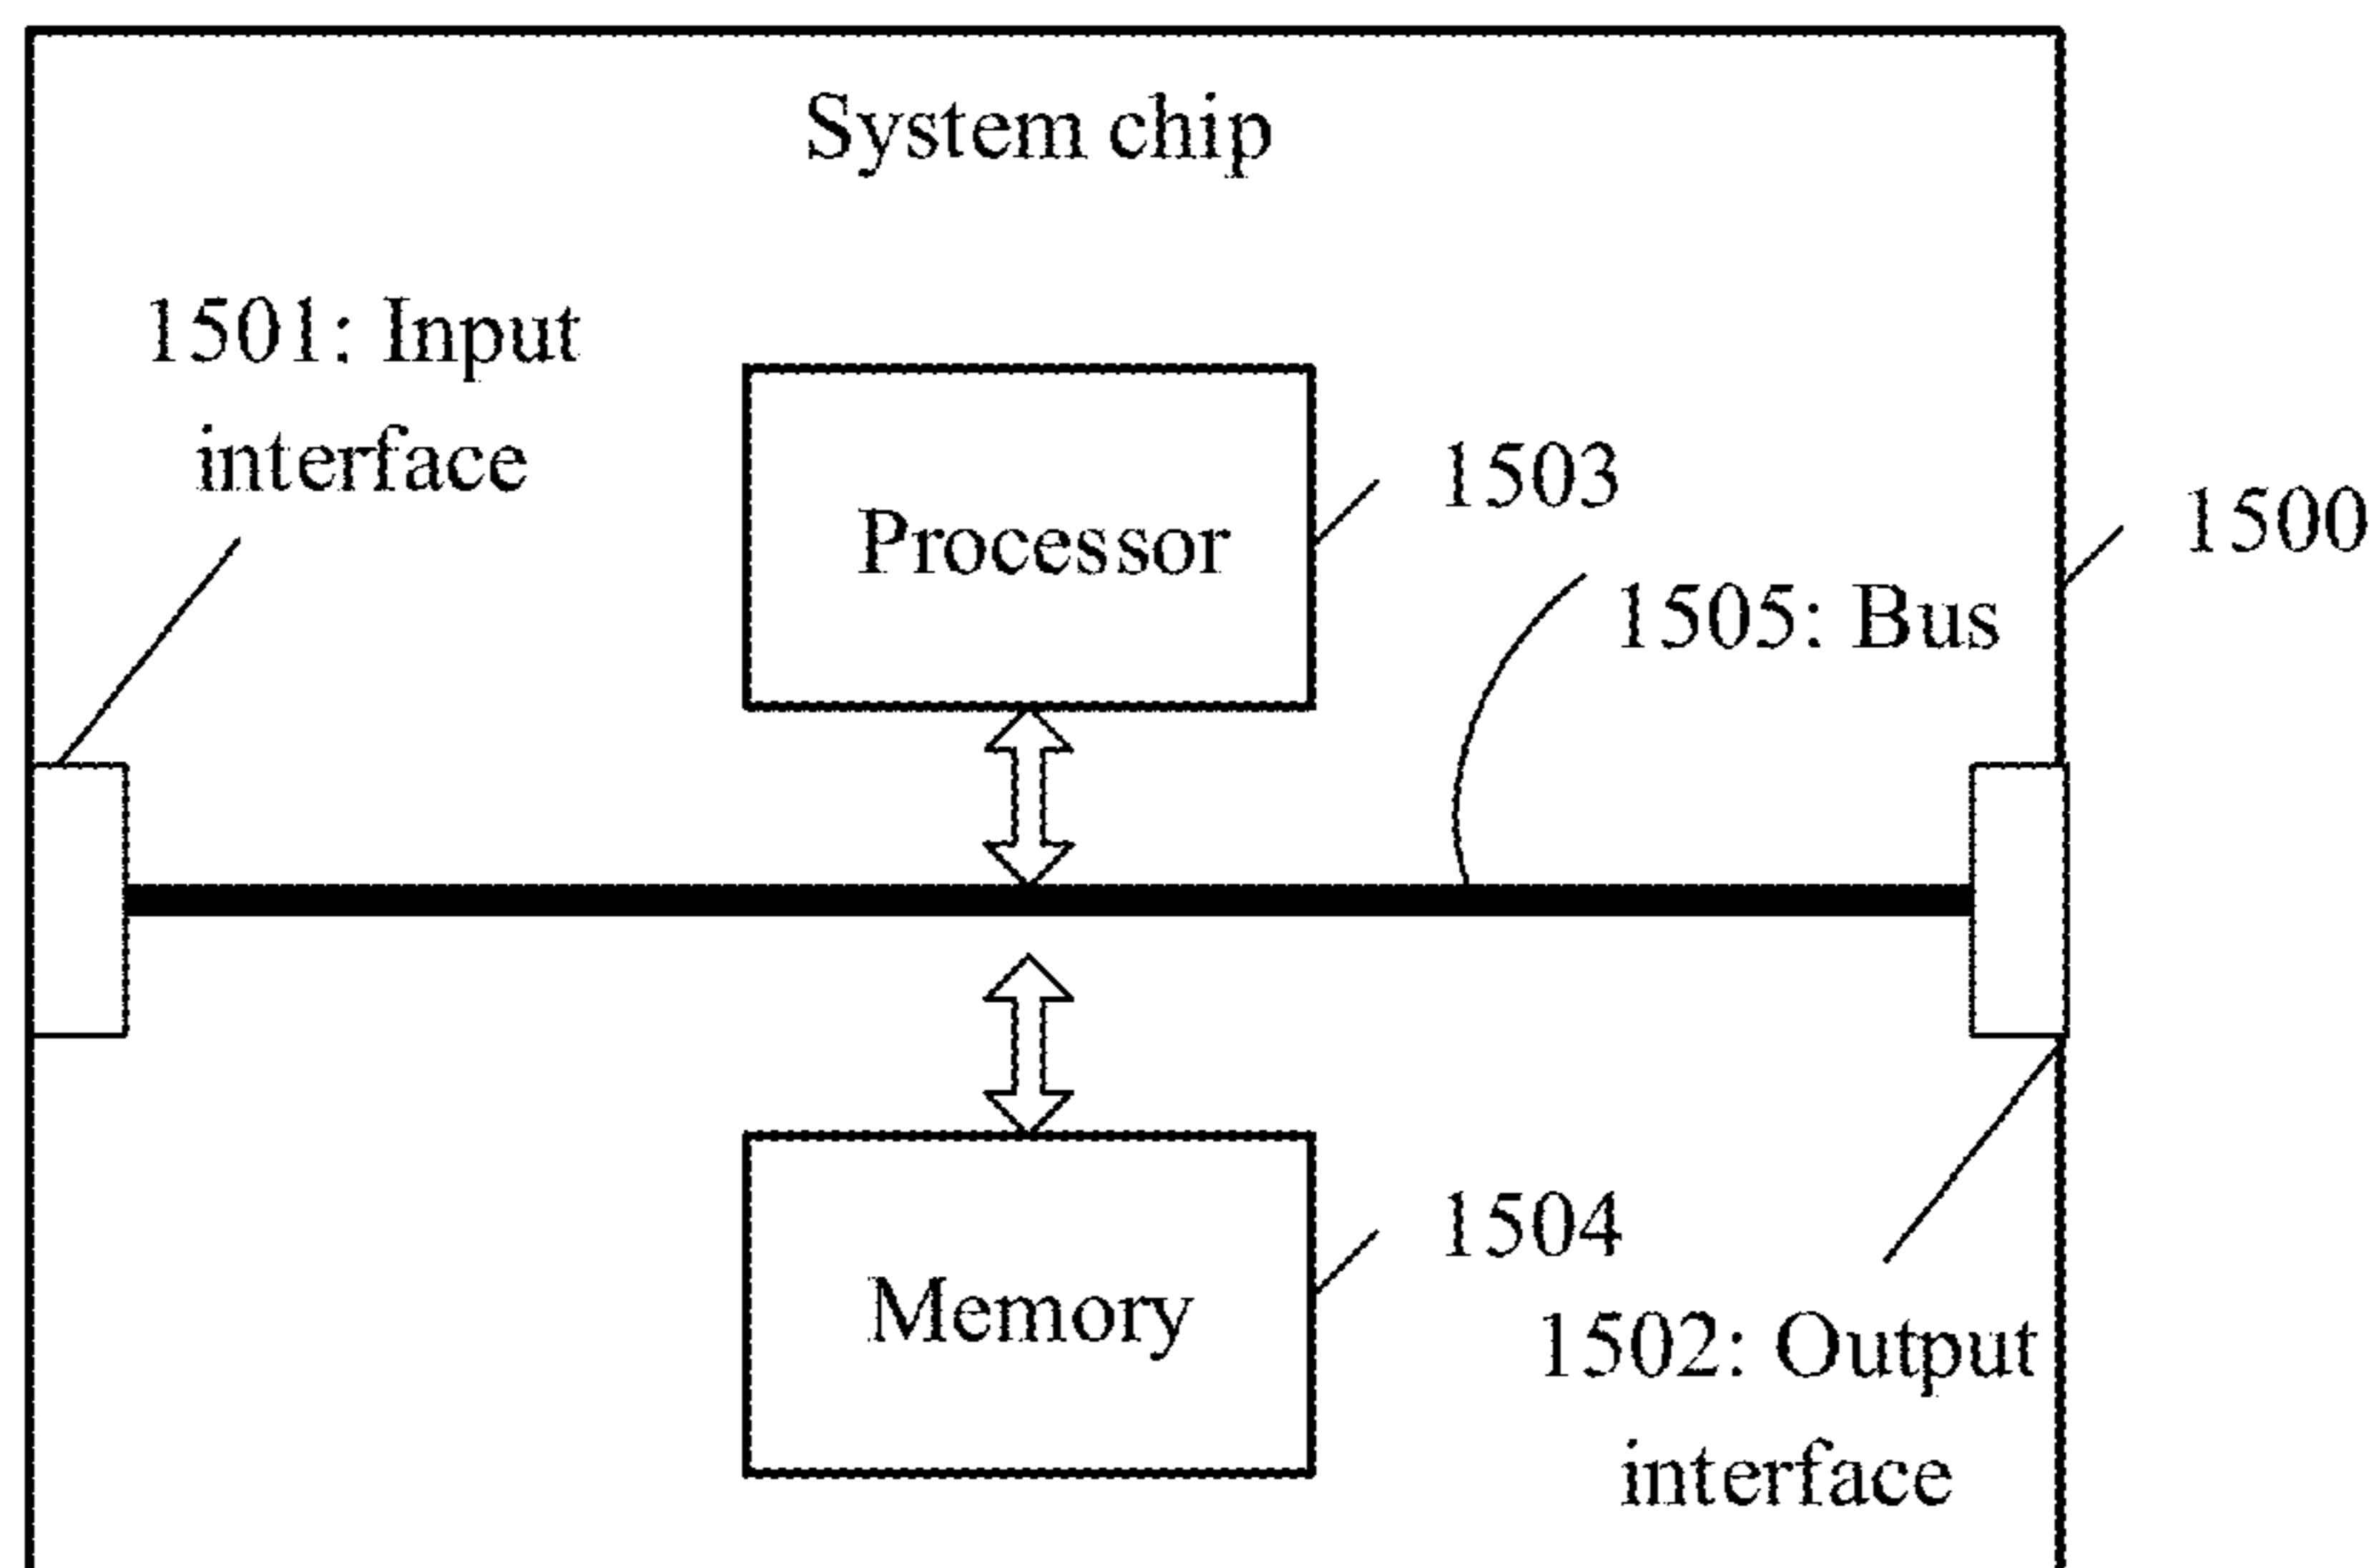 System chip
1501: Input
interface
Processor
1503
1500
1505: Bus
Memory
1504
1502: Output
interface